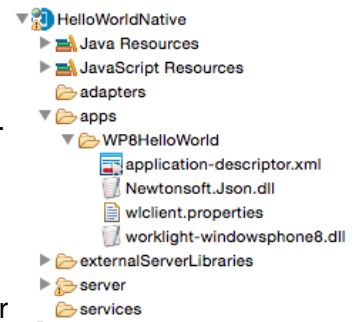 HelloWorldNative
Java Resources
JavaScript Resources
adapters
.
apps
WP8HelloWorld
application-descriptor.xml
Newtonsoft.Json.dll
wlclient.properties
worklight-windowsphone8.dll
externalServerLibraries
server
r
services